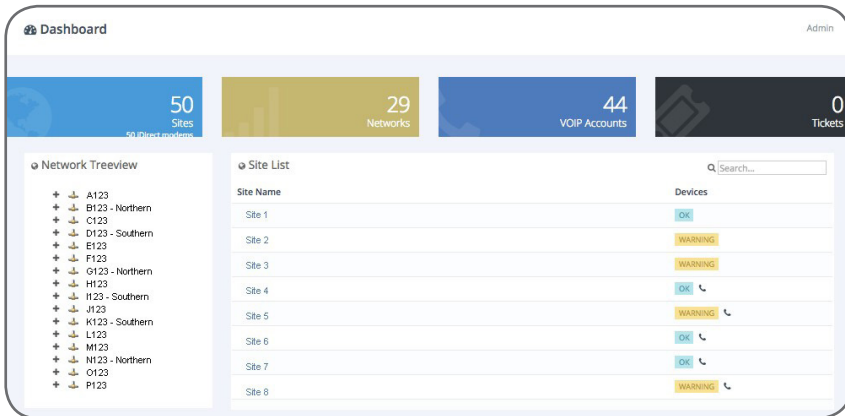 Dashboard
Admin
50
Sites
50 iDirect modems
29
Networks
44
VOIP Accounts
0
Tickets
Network Treeview
A123
B123 - Northern
C123
D123 - Southern
E123
F123
G123 - Northern
H123
I123 - Southern
J123
K123 - Southern
L123
M123
N123 - Northern
O123
P123
Site List
Search...
Site Name Devices
Site 1 OK
Site 2 WARNING
Site 3 WARNING
Site 4 OK
Site 5 WARNING
Site 6 OK
Site 7 OK
Site 8 WARNING